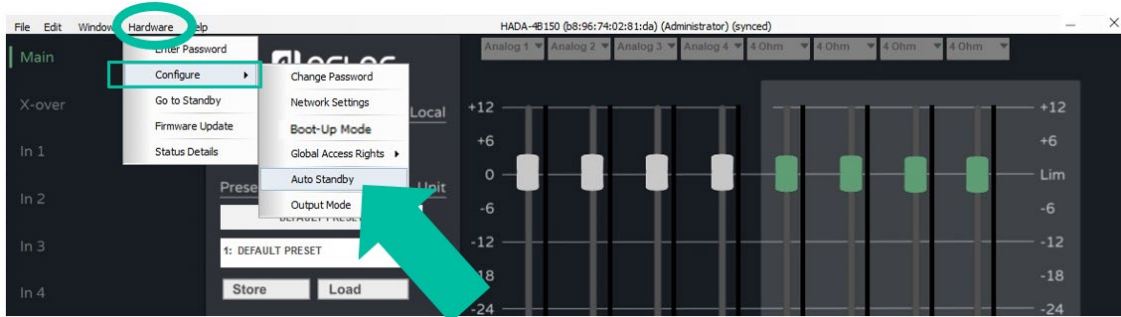 File Edit Window Hardware Help HADA-4B150 (b8:96:74:02:81:da) (Administrator) (synced)
Main
X-over
In 1
In 2
In 3
In 4
Enter Password
Configure
Go to Standby
Firmware Update
Status Details
Change Password
Network Settings
Boot-Up Mode
Global Access Rights
Auto Standby
Output Mode
Local
Unit
DEFAULT PRESET
1: DEFAULT PRESET
Store Load
Analog 1 Analog 2 Analog 3 Analog 4 4 Ohm 4 Ohm 4 Ohm 4 Ohm
+12 +12
+6 +6
0 Lim
-6 -6
-12 -12
-18 -18
-24 -24